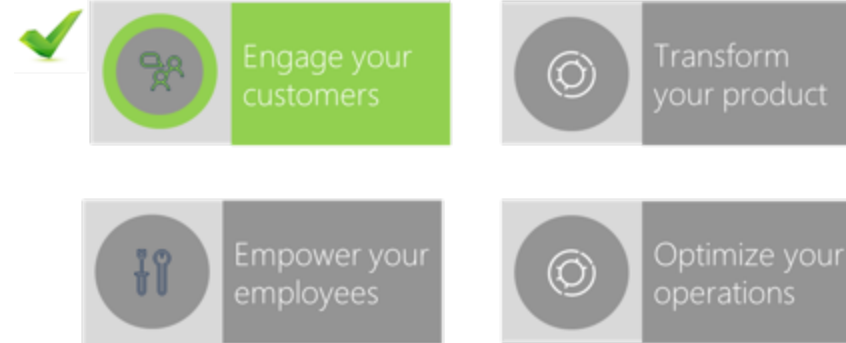 Engage your
customers
Transform
your product
Empower your
employees
Optimize your
operations